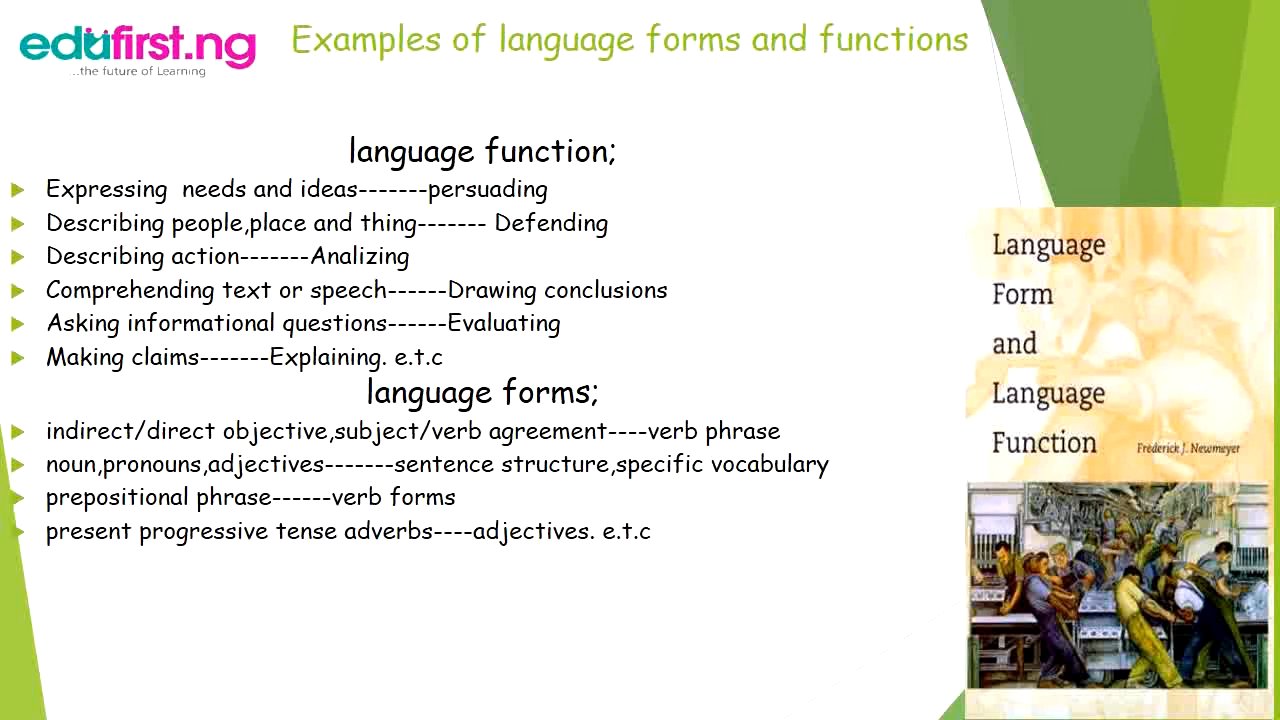 edufirst.ng
..the future of Learning
Examples of language forms and functions
language function;
Expressing  needs and ideas-------persuading
Describing people,place and thing------- Defending
Describing action-------Analizing
Comprehending text or speech------Drawing conclusions
Asking informational questions------Evaluating
Making claims-------Explaining. e.t.c
language forms;
indirect/direct objective,subject/verb agreement----verb phrase
noun,pronouns,adjectives-------sentence structure,specific vocabulary
prepositional phrase------verb forms
present progressive tense adverbs----adjectives. e.t.c
Language
Form
and
Language
Function
Frederick J. Newmeyer